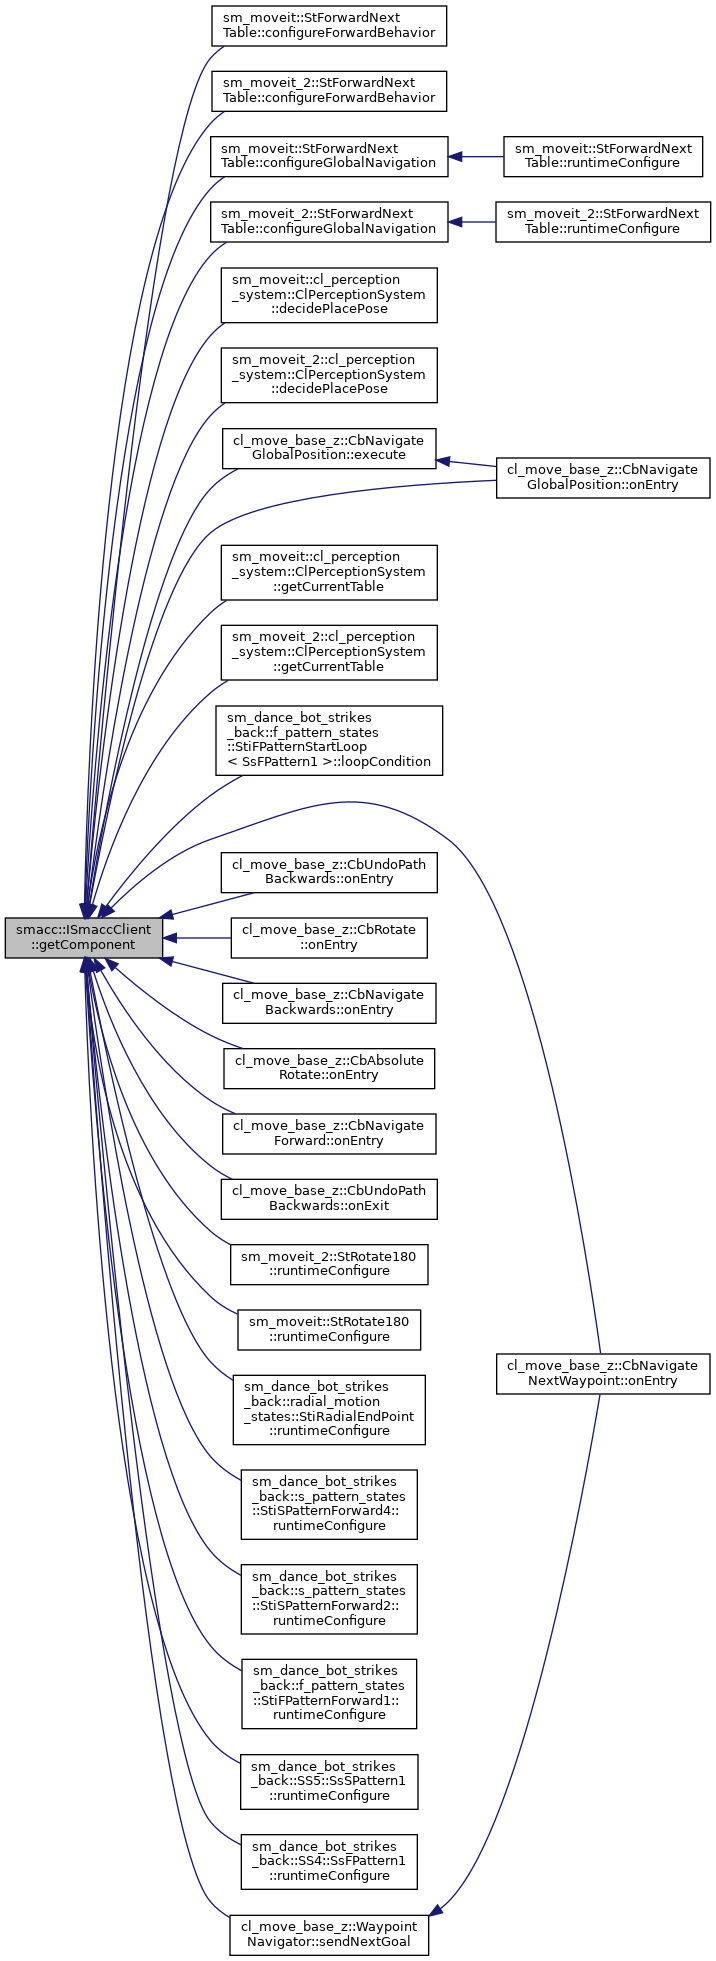 sm_moveit::StForwardNext
Table::configureForwardBehavior
sm_moveit_2::StForwardNext
Table::configureForwardBehavior
sm_moveit::StForwardNext
Table::configureGlobalNavigation
sm_moveit::StForwardNext
Table::runtimeConfigure
sm_moveit_2::StForwardNext
Table::configureGlobalNavigation
sm_moveit_2::StForwardNext
Table::runtimeConfigure
sm_moveit::cl_perception
_system::ClPerceptionSystem
::decidePlacePose
sm_moveit_2::cl_perception
_system::ClPerceptionSystem
::decidePlacePose
cl_move_base_z::CbNavigate
GlobalPosition::execute
cl_move_base_z::CbNavigate
GlobalPosition::onEntry
sm_moveit::cl_perception
_system::ClPerceptionSystem
::getCurrentTable
sm_moveit_2::cl_perception
_system::ClPerceptionSystem
::getCurrentTable
sm_dance_bot_strikes
_back::f_pattern_states
::StiFPatternStartLoop
< SsFPattern1 >::loopCondition
cl_move_base_z::CbUndoPath
Backwards::onEntry
smacc::ISmaccClient
::getComponent
cl_move_base_z::CbRotate
::onEntry
cl_move_base_z::CbNavigate
Backwards::onEntry
cl_move_base_z::CbAbsolute
Rotate::onEntry
cl_move_base_z::CbNavigate
Forward::onEntry
cl_move_base_z::CbUndoPath
Backwards::onExit
sm_moveit_2::StRotate180
::runtimeConfigure
sm_moveit::StRotate180
::runtimeConfigure
cl_move_base_z::CbNavigate
NextWaypoint::onEntry
sm_dance_bot_strikes
_back::radial_motion
_states::StiRadialEndPoint
::runtimeConfigure
sm_dance_bot_strikes
_back::s_pattern_states
::StiSPatternForward4::
runtimeConfigure
sm_dance_bot_strikes
_back::s_pattern_states
::StiSPatternForward2::
runtimeConfigure
sm_dance_bot_strikes
_back::f_pattern_states
::StiFPatternForward1::
runtimeConfigure
sm_dance_bot_strikes
_back::SS5::SsSPattern1
::runtimeConfigure
sm_dance_bot_strikes
_back::SS4::SsFPattern1
::runtimeConfigure
cl_move_base_z::Waypoint
Navigator::sendNextGoal